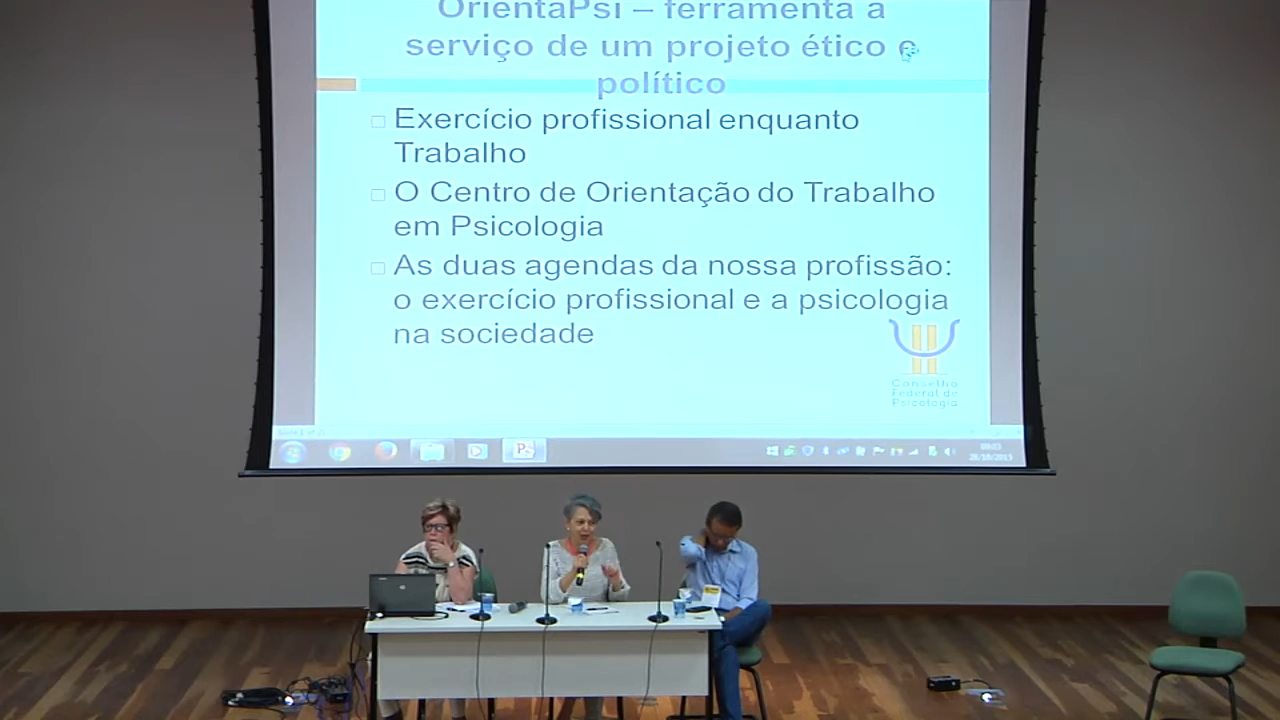 OrientaPsi – ferramenta a
serviço de um projeto ético e
político
Exercício profissional enquanto
Trabalho
O Centro de Orientação do Trabalho
em Psicologia
As duas agendas da nossa profissão:
o exercício profissional e a psicologia
na sociedade
Conselho
Federal de
Psicologia